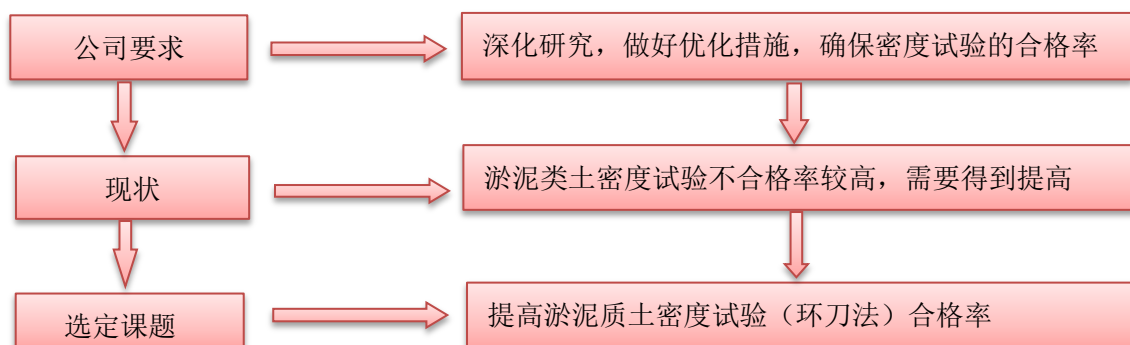 公司要求
深化研究，做好优化措施，确保密度试验的合格率
现状
淤泥类土密度试验不合格率较高，需要得到提高
选定课题
提高淤泥质土密度试验（环刀法）合格率